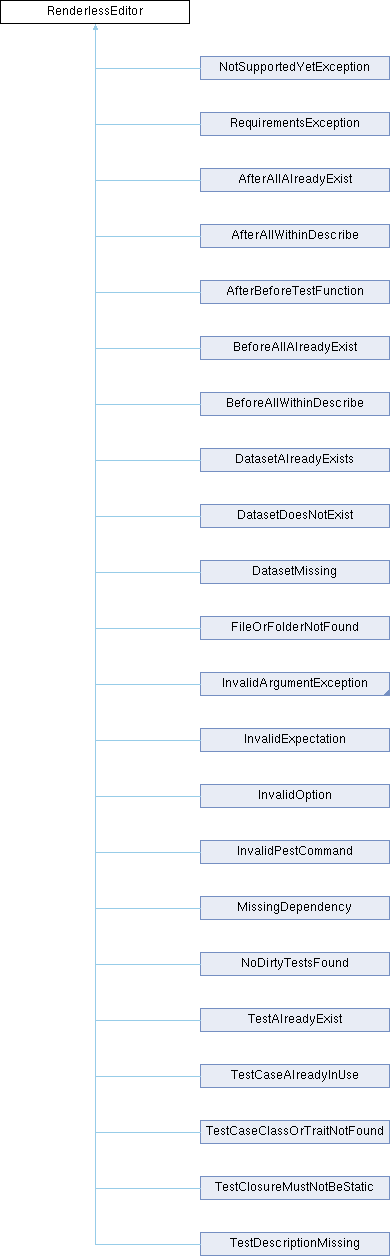 RenderlessEditor
NotSupportedYetException
RequirementsException
AfterAllAlreadyExist
AfterAllWithinDescribe
AfterBeforeTestFunction
BeforeAllAlreadyExist
BeforeAllWithinDescribe
DatasetAlreadyExists
DatasetDoesNotExist
DatasetMissing
FileOrFolderNotFound
InvalidArgumentException
InvalidExpectation
InvalidOption
InvalidPestCommand
MissingDependency
NoDirtyTestsFound
TestAlreadyExist
TestCaseAlreadyInUse
TestCaseClassOrTraitNotFound
TestClosureMustNotBeStatic
TestDescriptionMissing